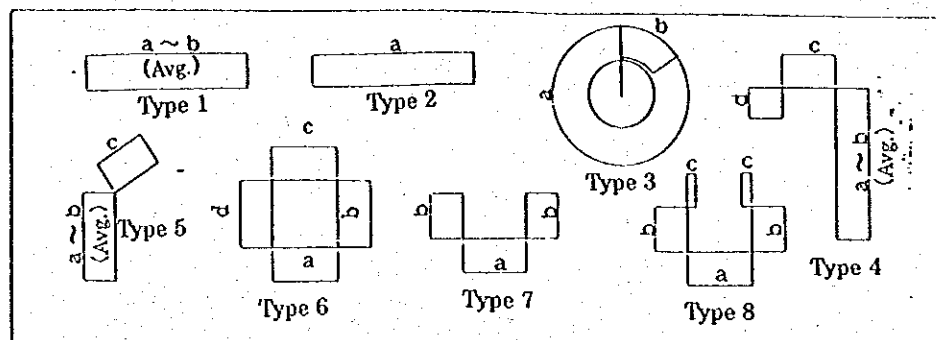 a ~ b
(Avg.)
Type 1
a
Type 2
a
b
Type 3
c
d
a ~ b
(Avg.)
Type 4
c
a ~ b
(Avg.)
Type 5
c
d
b
a
Type 6
b
b
a
Type 7
c
c
b
b
a
Type 8